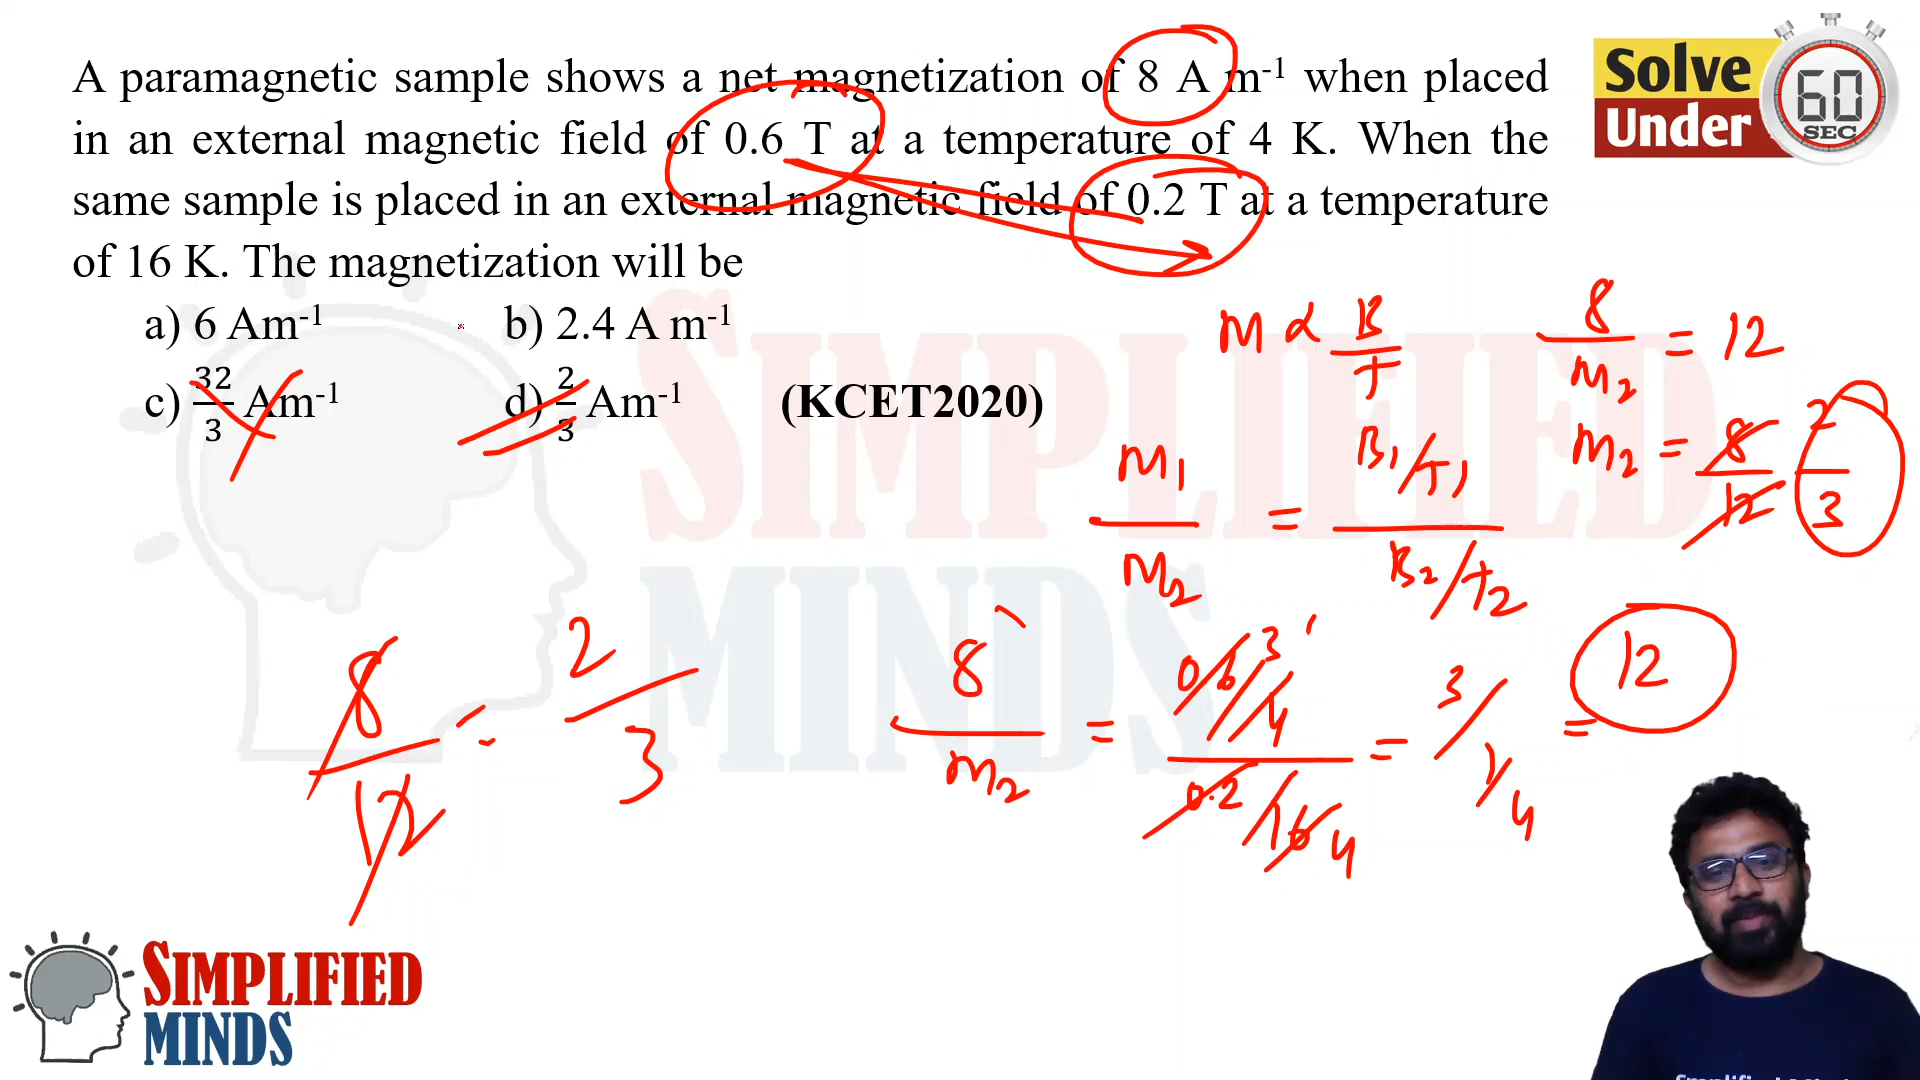 A paramagnetic sample shows a net magnetization of 8 A m⁻¹ when placed
in an external magnetic field of 0.6 T at a temperature of 4 K. When the
same sample is placed in an external magnetic field of 0.2 T at a temperature
of 16 K. The magnetization will be
a) 6 Am⁻¹ b) 2.4 A m⁻¹
c) 32/3 Am⁻¹ d) 2/3 Am⁻¹ (KCET2020)
Solve
Under
60
SEC
M ∝ B/T
8/M₂ = 12
M₂ = 8/12 2/3
M₁/M₂ = B₁/T₁ / B₂/T₂
8/M₂ = 0.6/4 3 / 0.2/16 4 = 3/1/4 = 12
8/12 = 2/3
SIMPLIFIED
MINDS
SIMPLIFIED
MINDS